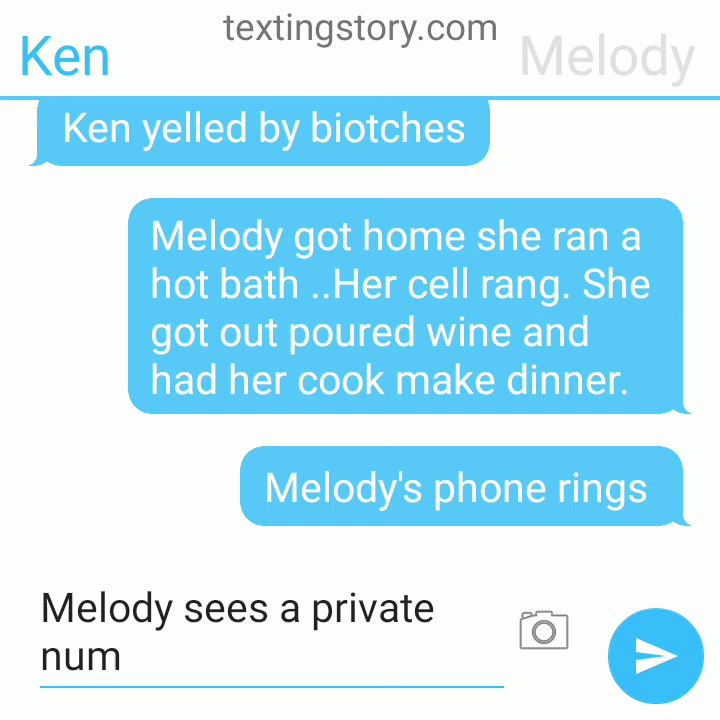 textingstory.com
Ken
Melody
Ken yelled by biotches
Melody got home she ran a
hot bath ..Her cell rang. She
got out poured wine and
had her cook make dinner.
Melody's phone rings
Melody sees a private
num